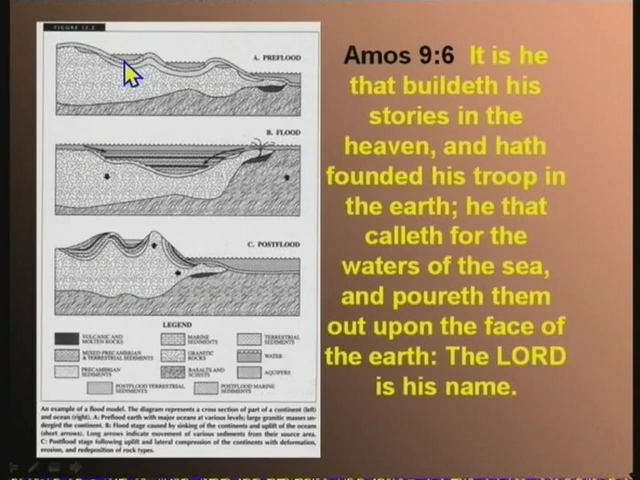 FIGURE 12.2
A. PREFLOOD
B. FLOOD
C. POSTFLOOD
LEGEND
VOLCANIC AND MOLTEN ROCKS
MARINE SEDIMENTS
TERRESTRIAL SEDIMENTS
MIXED PRECAMBRIAN & TERRESTRIAL SEDIMENTS
GRANITIC ROCKS
WATER
PRECAMBRIAN SEDIMENTS
BASALTS AND SCHISTS
AQUIFERS
POSTFLOOD TERRESTRIAL SEDIMENTS
POSTFLOOD MARINE SEDIMENTS
An example of a flood model. The diagram represents a cross section of part of a continent (left)
and ocean (right). A: Preflood earth with major oceans at various levels; large granitic masses un-
dergird the continent. B: Flood stage caused by sinking of the continents and uplift of the oceans
(short arrows). Long arrows indicate movement of various sediments from their source area.
C: Postflood stage following uplift and lateral compression of the continents with deformation,
erosion, and redeposition of rock types.
Amos 9:6 It is he
that buildeth his
stories in the
heaven, and hath
founded his troop in
the earth; he that
calleth for the
waters of the sea,
and poureth them
out upon the face of
the earth: The LORD
is his name.